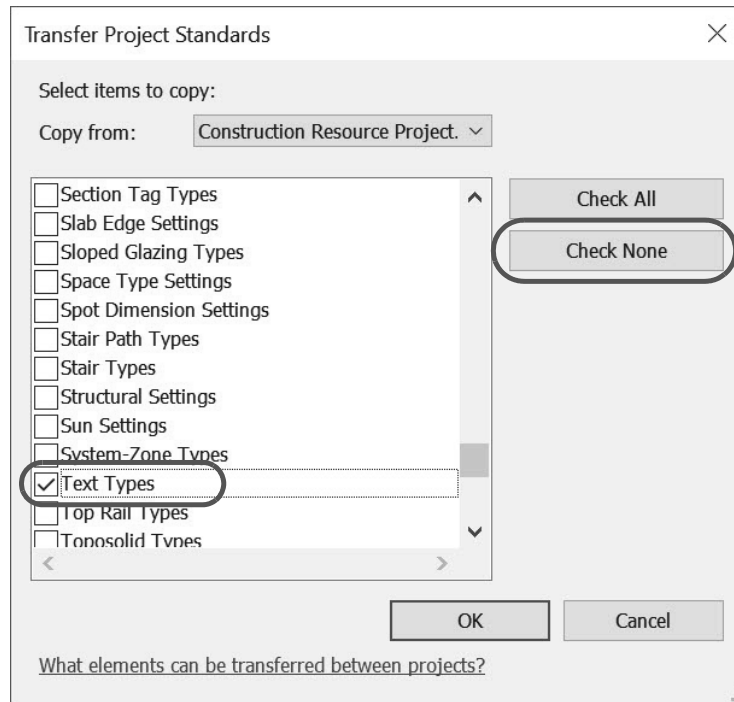 Transfer Project Standards
Select items to copy:
Copy from: Construction Resource Project.
Section Tag Types
Slab Edge Settings
Sloped Glazing Types
Space Type Settings
Spot Dimension Settings
Stair Path Types
Stair Types
Structural Settings
Sun Settings
System-Zone Types
Text Types
Top Rail Types
Toposolid Types
Check All
Check None
OK Cancel
What elements can be transferred between projects?